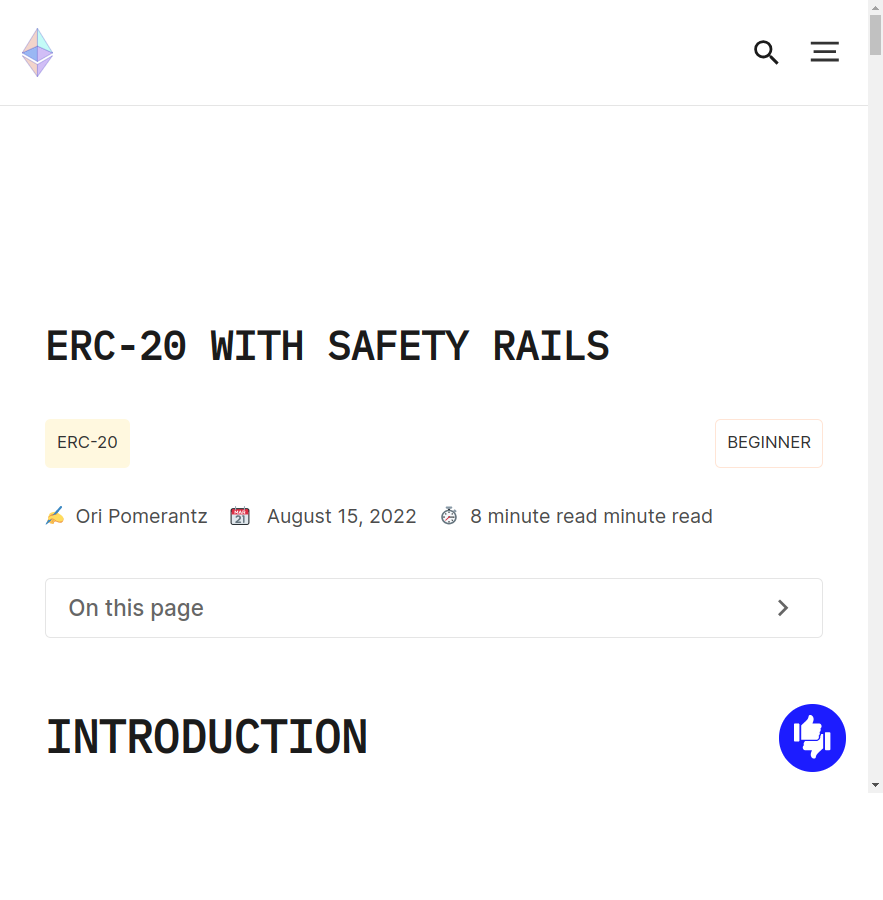 ERC-20 WITH SAFETY RAILS
ERC-20
BEGINNER
Ori Pomerantz
August 15, 2022
8 minute read minute read
On this page
INTRODUCTION